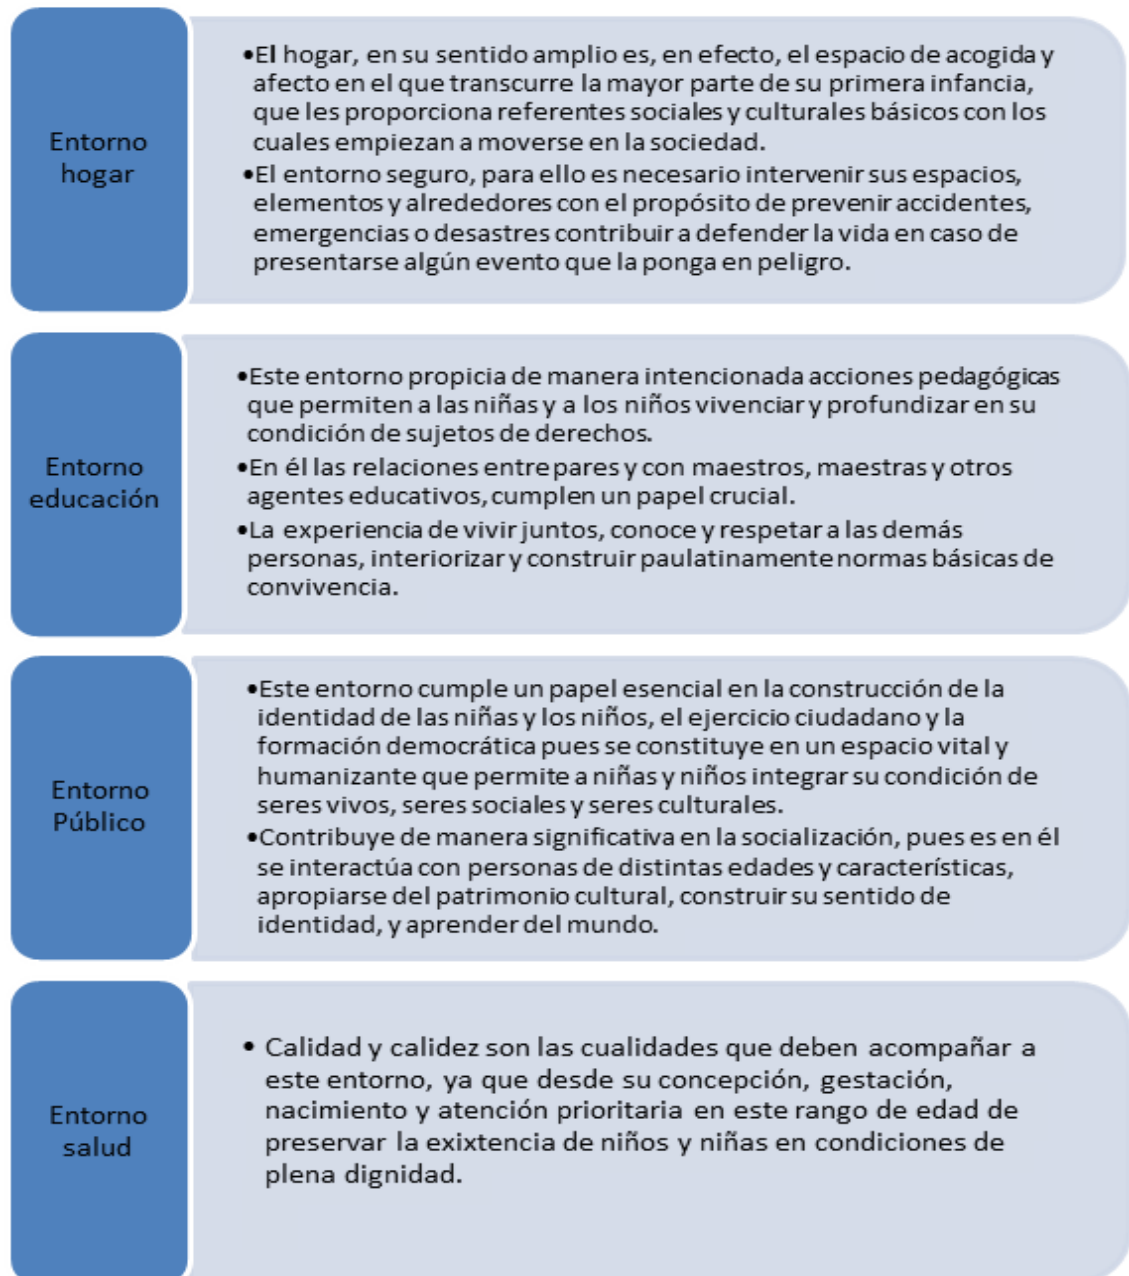 Entorno
hogar
•El hogar, en su sentido amplio es, en efecto, el espacio de acogida y
afecto en el que transcurre la mayor parte de su primera infancia,
que les proporciona referentes sociales y culturales básicos con los
cuales empiezan a moverse en la sociedad.
•El entorno seguro, para ello es necesario intervenir sus espacios,
elementos y alrededores con el propósito de prevenir accidentes,
emergencias o desastres contribuir a defender la vida en caso de
presentarse algún evento que la ponga en peligro.
Entorno
educación
•Este entorno propicia de manera intencionada acciones pedagógicas
que permiten a las niñas y a los niños vivenciar y profundizar en su
condición de sujetos de derechos.
•En él las relaciones entre pares y con maestros, maestras y otros
agentes educativos, cumplen un papel crucial.
•La experiencia de vivir juntos, conoce y respetar a las demás
personas, interiorizar y construir paulatinamente normas básicas de
convivencia.
Entorno
Público
•Este entorno cumple un papel esencial en la construcción de la
identidad de las niñas y los niños, el ejercicio ciudadano y la
formación democrática pues se constituye en un espacio vital y
humanizante que permite a niñas y niños integrar su condición de
seres vivos, seres sociales y seres culturales.
•Contribuye de manera significativa en la socialización, pues es en él
se interactúa con personas de distintas edades y características,
apropiarse del patrimonio cultural, construir su sentido de
identidad, y aprender del mundo.
Entorno
salud
• Calidad y calidez son las cualidades que deben acompañar a
este entorno, ya que desde su concepción, gestación,
nacimiento y atención prioritaria en este rango de edad de
preservar la exixtencia de niños y niñas en condiciones de
plena dignidad.